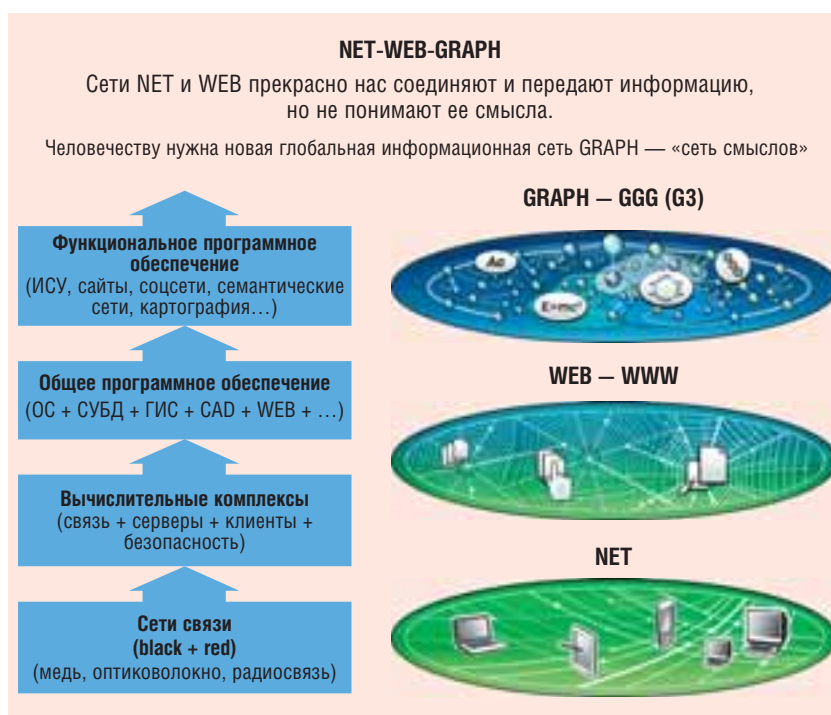 NET-WEB-GRAPH
Сети NET и WEB прекрасно нас соединяют и передают информацию,
но не понимают ее смысла.
Человечеству нужна новая глобальная информационная сеть GRAPH — «сеть смыслов»
Функциональное программное
обеспечение
(ИСУ, сайты, соцсети, семантические
сети, картография…)
Общее программное обеспечение
(ОС + СУБД + ГИС + CAD + WEB + …)
Вычислительные комплексы
(связь + серверы + клиенты +
безопасность)
Сети связи
(black + red)
(медь, оптиковолокно, радиосвязь)
GRAPH — GGG (G3)
E=mc²
WEB — WWW
NET